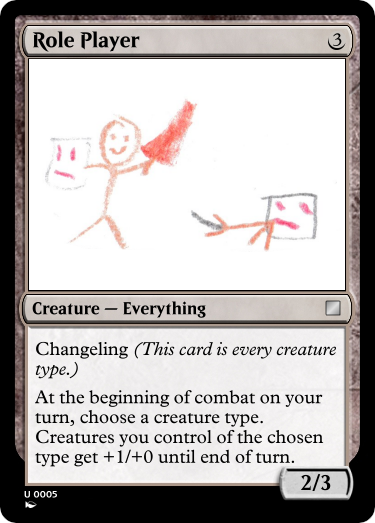 Role Player 3
Creature — Everything
Changeling (This card is every creature
type.)
At the beginning of combat on your
turn, choose a creature type.
Creatures you control of the chosen
type get +1/+0 until end of turn.
2/3
U 0005